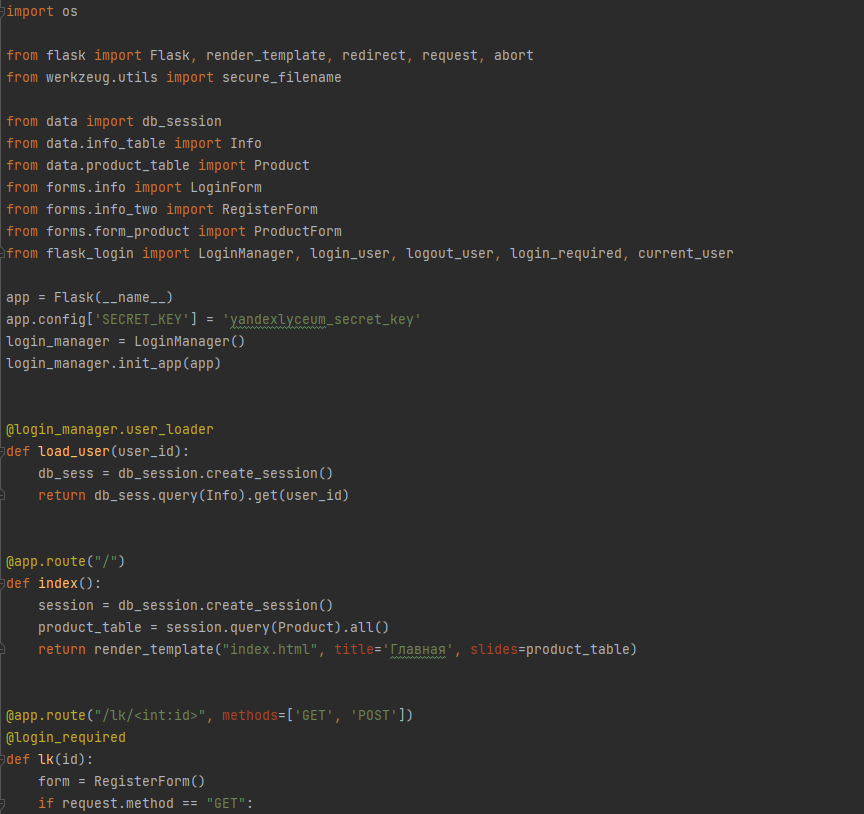 import os
from flask import Flask, render_template, redirect, request, abort
from werkzeug.utils import secure_filename
from data import db_session
from data.info_table import Info
from data.product_table import Product
from forms.info import LoginForm
from forms.info_two import RegisterForm
from forms.form_product import ProductForm
from flask_login import LoginManager, login_user, logout_user, login_required, current_user
app = Flask(__name__)
app.config['SECRET_KEY'] = 'yandexlyceum_secret_key'
login_manager = LoginManager()
login_manager.init_app(app)
@login_manager.user_loader
def load_user(user_id):
    db_sess = db_session.create_session()
    return db_sess.query(Info).get(user_id)
@app.route("/")
def index():
    session = db_session.create_session()
    product_table = session.query(Product).all()
    return render_template("index.html", title='Главная', slides=product_table)
@app.route("/lk/<int:id>", methods=['GET', 'POST'])
@login_required
def lk(id):
    form = RegisterForm()
    if request.method == "GET":